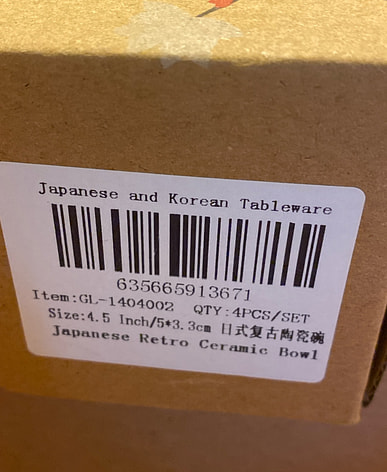 Japanese and Korean Tableware
635665913671
Item:GL-1404002 QTY:4PCS/SET
Size:4.5 Inch/5*3.3cm 日式复古陶瓷碗
Japanese Retro Ceramic Bowl